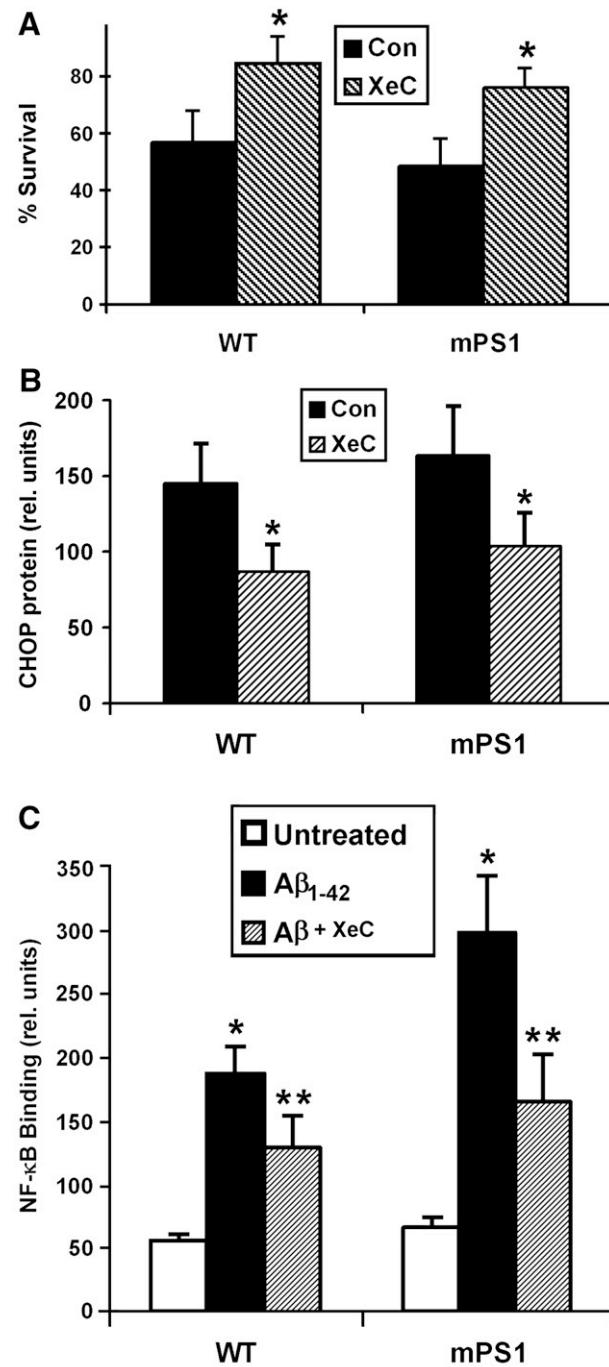 A
% Survival
80
60
40
20
0
* *
Con
XeC
WT mPS1
B
CHOP protein (rel. units)
200
150
100
50
0
Con
XeC
* *
WT mPS1
C
NF-κB Binding (rel. units)
350
300
250
200
150
100
50
0
Untreated
Aβ1-42
Aβ + XeC
* ** * **
WT mPS1